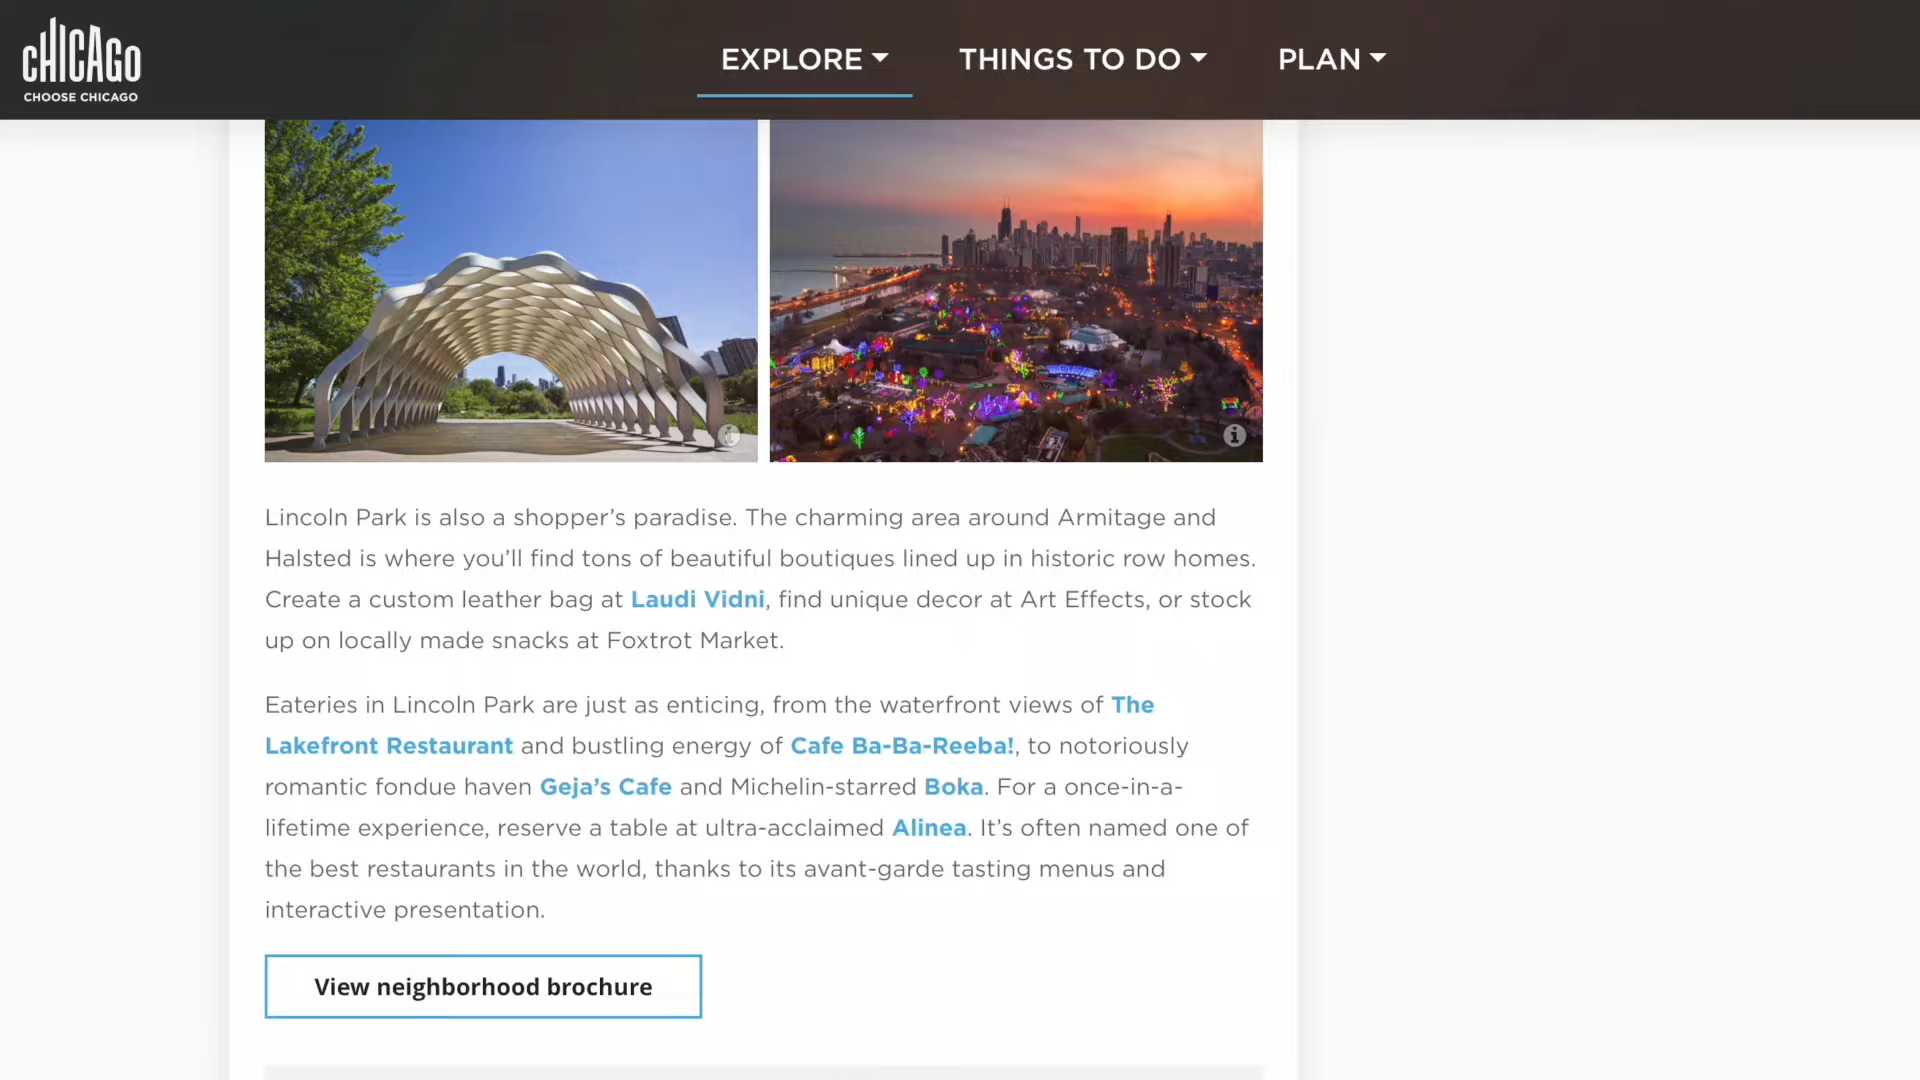 CHICAGO
CHOOSE CHICAGO
EXPLORE
THINGS TO DO
PLAN
Lincoln Park is also a shopper’s paradise. The charming area around Armitage and
Halsted is where you’ll find tons of beautiful boutiques lined up in historic row homes.
Create a custom leather bag at Laudi Vidni, find unique decor at Art Effects, or stock
up on locally made snacks at Foxtrot Market.
Eateries in Lincoln Park are just as enticing, from the waterfront views of The
Lakefront Restaurant and bustling energy of Cafe Ba-Ba-Reeba!, to notoriously
romantic fondue haven Geja’s Cafe and Michelin-starred Boka. For a once-in-a-
lifetime experience, reserve a table at ultra-acclaimed Alinea. It’s often named one of
the best restaurants in the world, thanks to its avant-garde tasting menus and
interactive presentation.
View neighborhood brochure